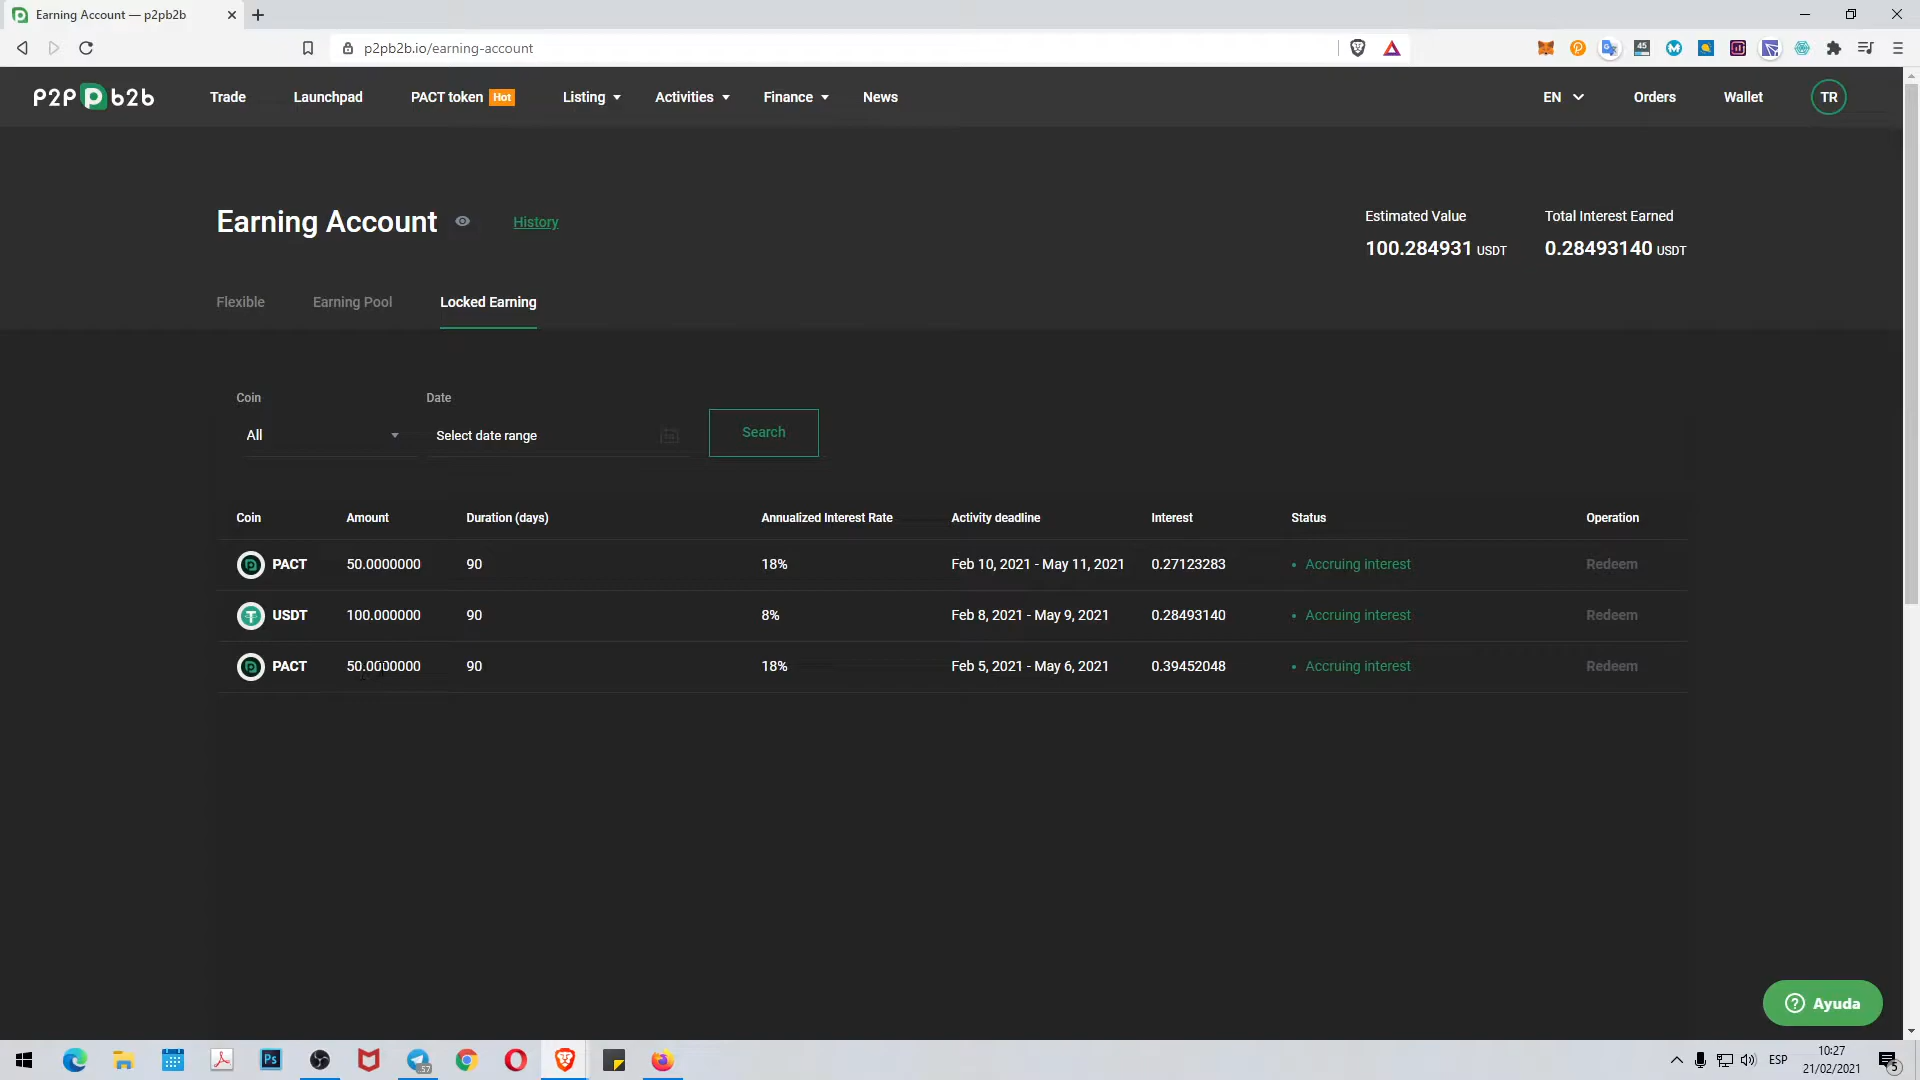 Earning Account — p2pb2b
p2pb2b.io/earning-account
45
P2P b2b Trade Launchpad PACT token Hot Listing Activities Finance News EN Orders Wallet TR
Earning Account History
Estimated Value Total Interest Earned
100.284931 USDT 0.28493140 USDT
Flexible Earning Pool Locked Earning
Coin Date
All Select date range Search
Coin Amount Duration (days) Annualized Interest Rate Activity deadline Interest Status Operation
PACT 50.0000000 90 18% Feb 10, 2021 - May 11, 2021 0.27123283 Accruing interest Redeem
USDT 100.000000 90 8% Feb 8, 2021 - May 9, 2021 0.28493140 Accruing interest Redeem
PACT 50.0000000 90 18% Feb 5, 2021 - May 6, 2021 0.39452048 Accruing interest Redeem
Ayuda
Ps 57 ESP 10:27
21/02/2021 5